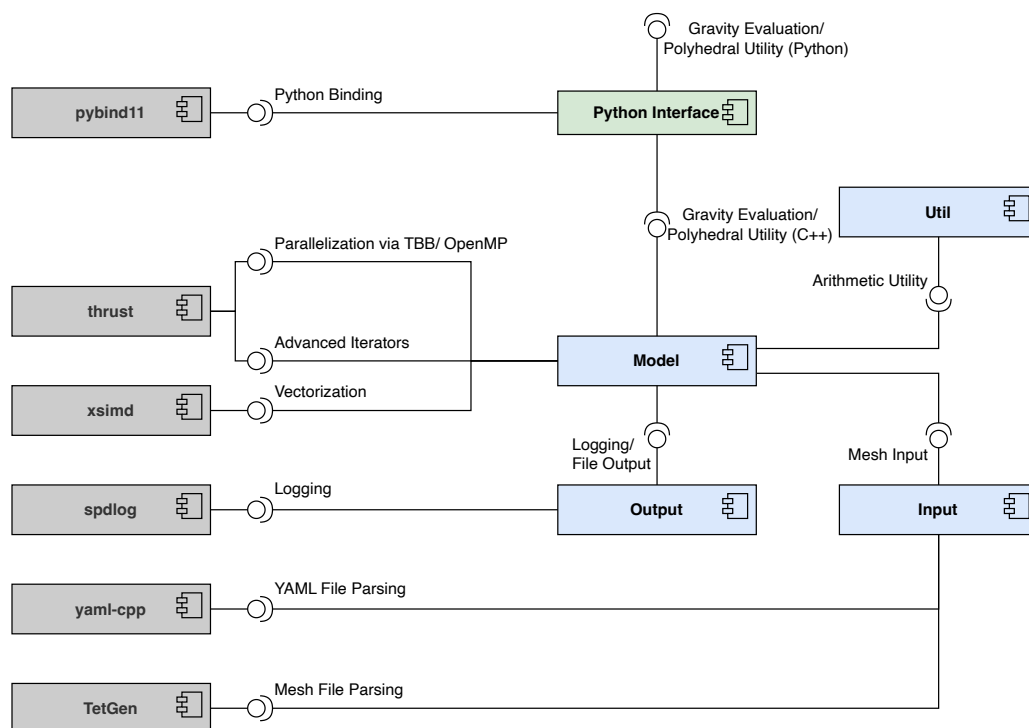 Gravity Evaluation/
Polyhedral Utility (Python)
pybind11
Python Binding
Python Interface
Util
Gravity Evaluation/
Polyhedral Utility (C++)
Parallelization via TBB/ OpenMP
Arithmetic Utility
thrust
Advanced Iterators
Model
xsimd
Vectorization
Logging/
File Output
Mesh Input
spdlog
Logging
Output
Input
yaml-cpp
YAML File Parsing
TetGen
Mesh File Parsing